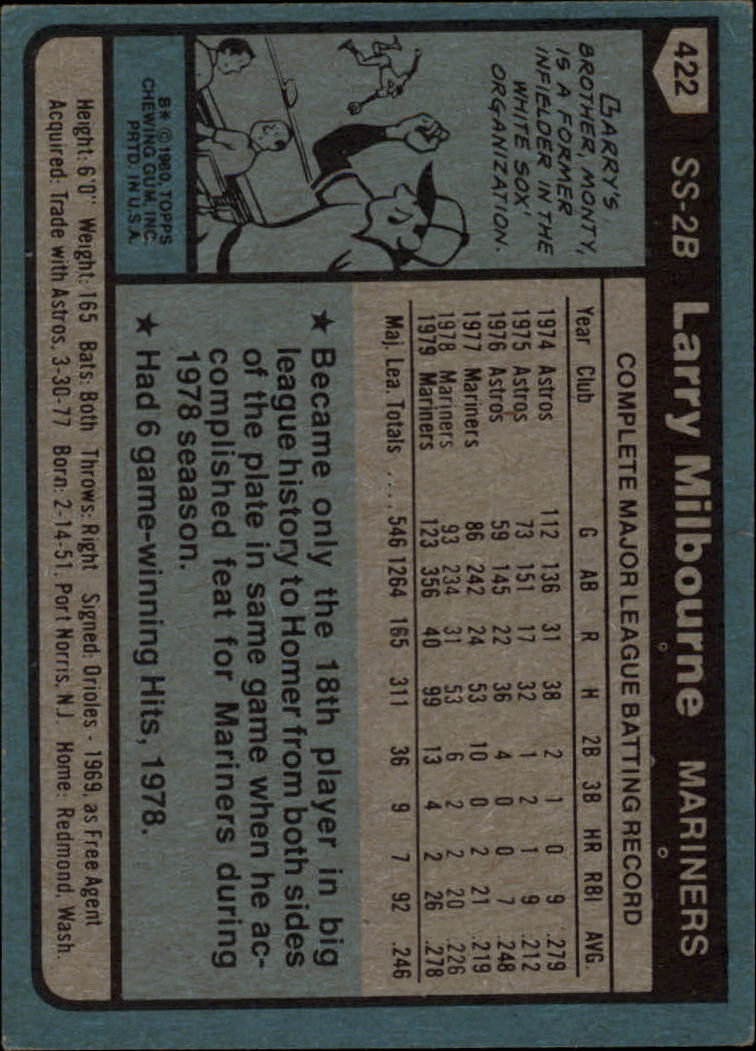 422 SS-2B Larry Milbourne MARINERS
LARRY'S
BROTHER, MONTY,
IS A FORMER
INFIELDER IN THE
WHITE SOX'
ORGANIZATION.
B* © 1980, TOPPS
CHEWING GUM, INC.
PRTD. IN U.S.A.
COMPLETE MAJOR LEAGUE BATTING RECORD
Year Club G AB R H 2B 3B HR RBI AVG.
1974 Astros 112 136 31 38 2 1 0 9 .279
1975 Astros 73 151 17 32 1 2 1 9 .212
1976 Astros 59 145 22 36 4 0 0 7 .248
1977 Mariners 86 242 24 53 10 0 2 21 .219
1978 Mariners 93 234 31 53 6 2 2 20 .226
1979 Mariners 123 356 40 99 13 4 2 26 .278
Maj. Lea. Totals .... 546 1264 165 311 36 9 7 92 .246
★ Became only the 18th player in big
league history to Homer from both sides
of the plate in same game when he ac-
complished feat for Mariners during
1978 seaason.
★ Had 6 game-winning Hits, 1978.
Height: 6'0" Weight: 165 Bats: Both Throws: Right Signed: Orioles - 1969, as Free Agent
Acquired: Trade with Astros, 3-30-77 Born: 2-14-51, Port Norris, N.J. Home: Redmond, Wash.